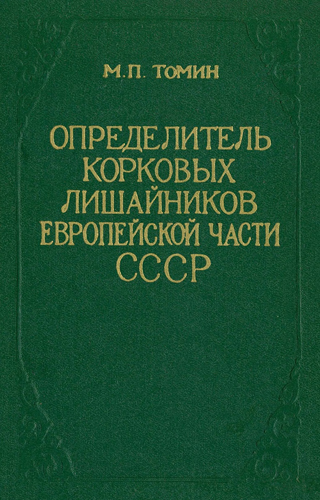 М.П. ТОМИН
ОПРЕДЕЛИТЕЛЬ
КОРКОВЫХ
ЛИШАЙНИКОВ
ЕВРОПЕЙСКОЙ ЧАСТИ
СССР